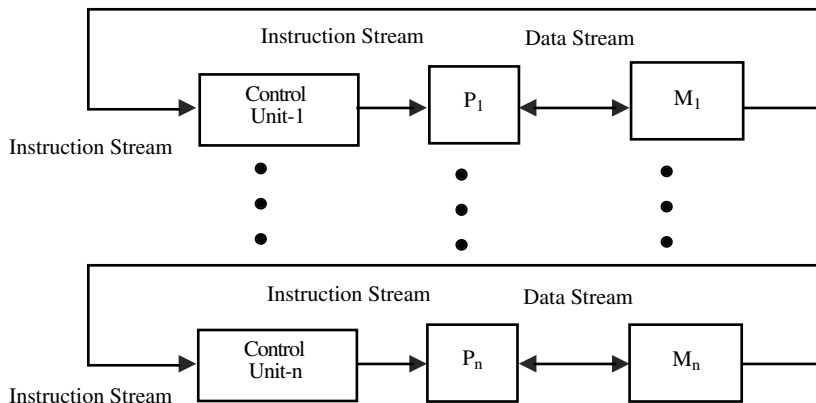 Instruction Stream
Data Stream
Control
Unit-1
P1
M1
Instruction Stream
Instruction Stream
Data Stream
Control
Unit-n
Pn
Mn
Instruction Stream